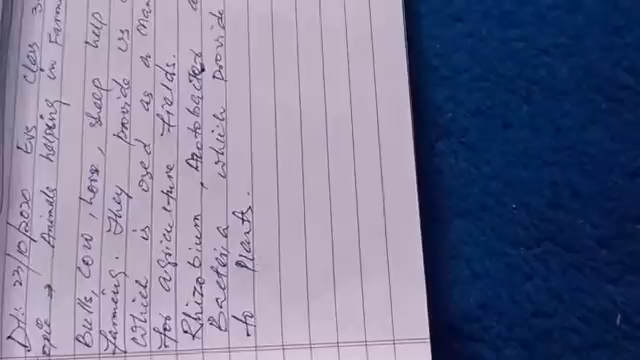 Dt: 23/10/2020 Evs Class 3
Animals helping in Farm
Bulls, Cow, horse, sheep help
farming. They provide us
which is used as a man
for agriculture fields.
Rhizobium, Azotobacter
Bacteria which provide
to plants.